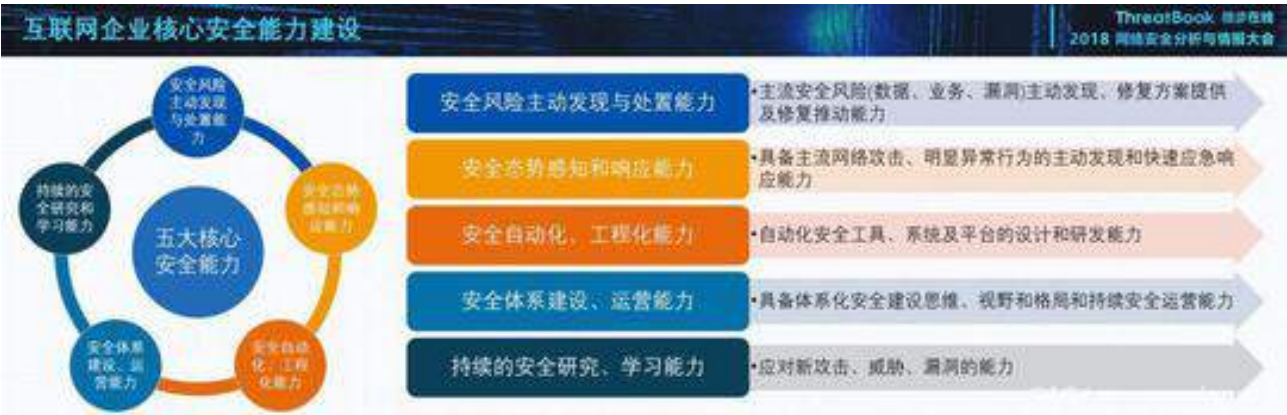 互联网企业核心安全能力建设
ThreatBook 微步在线
2018 网络安全分析与情报大会
安全风险
主动发现
与处置能
力
持续的安
全研究和
学习能力
安全态势
感知和响
应能力
五大核心
安全能力
安全体系
建设、运
营能力
安全自动
化、工程
化能力
安全风险主动发现与处置能力
•主流安全风险(数据、业务、漏洞)主动发现、修复方案提供
及修复推动能力
安全态势感知和响应能力
•具备主流网络攻击、明显异常行为的主动发现和快速应急响
应能力
安全自动化、工程化能力
•自动化安全工具、系统及平台的设计和研发能力
安全体系建设、运营能力
•具备体系化安全建设思维、视野和格局和持续安全运营能力
持续的安全研究、学习能力
•应对新攻击、威胁、漏洞的能力